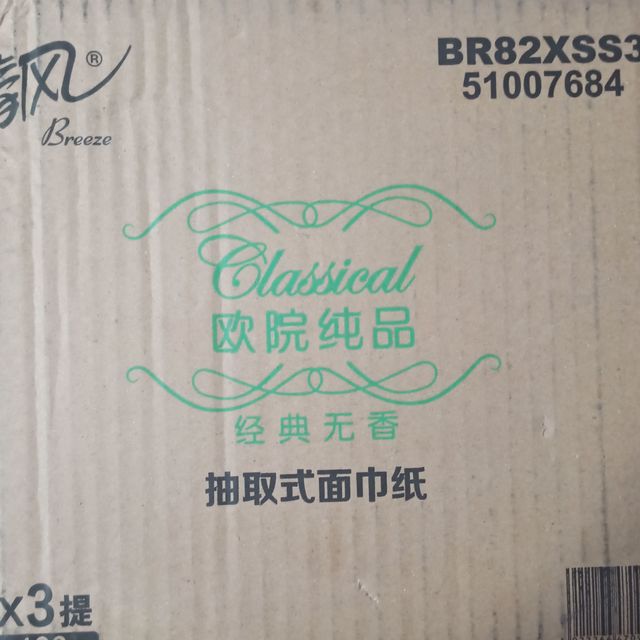 风®
Breeze
BR82XSS3
51007684
Classical
欧院纯品
经典无香
抽取式面巾纸
x3提